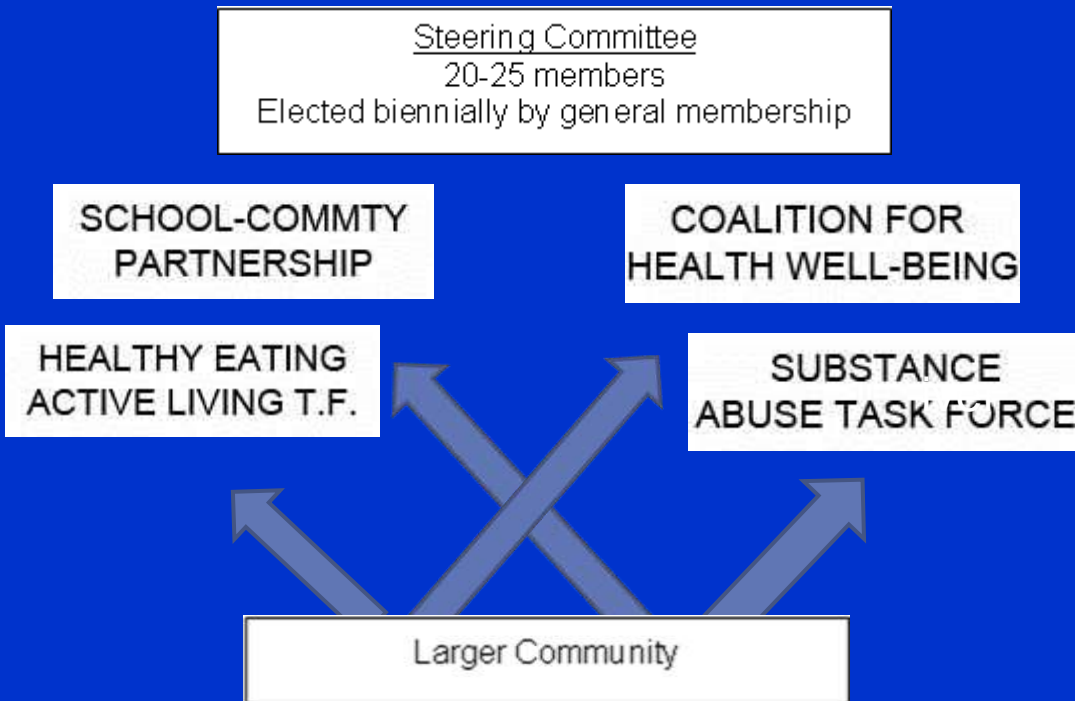 Steering Committee
20-25 members
Elected biennially by general membership
SCHOOL-COMMTY
PARTNERSHIP
COALITION FOR
HEALTH WELL-BEING
HEALTHY EATING
ACTIVE LIVING T.F.
SUBSTANCE
ABUSE TASK FORCE
Larger Community